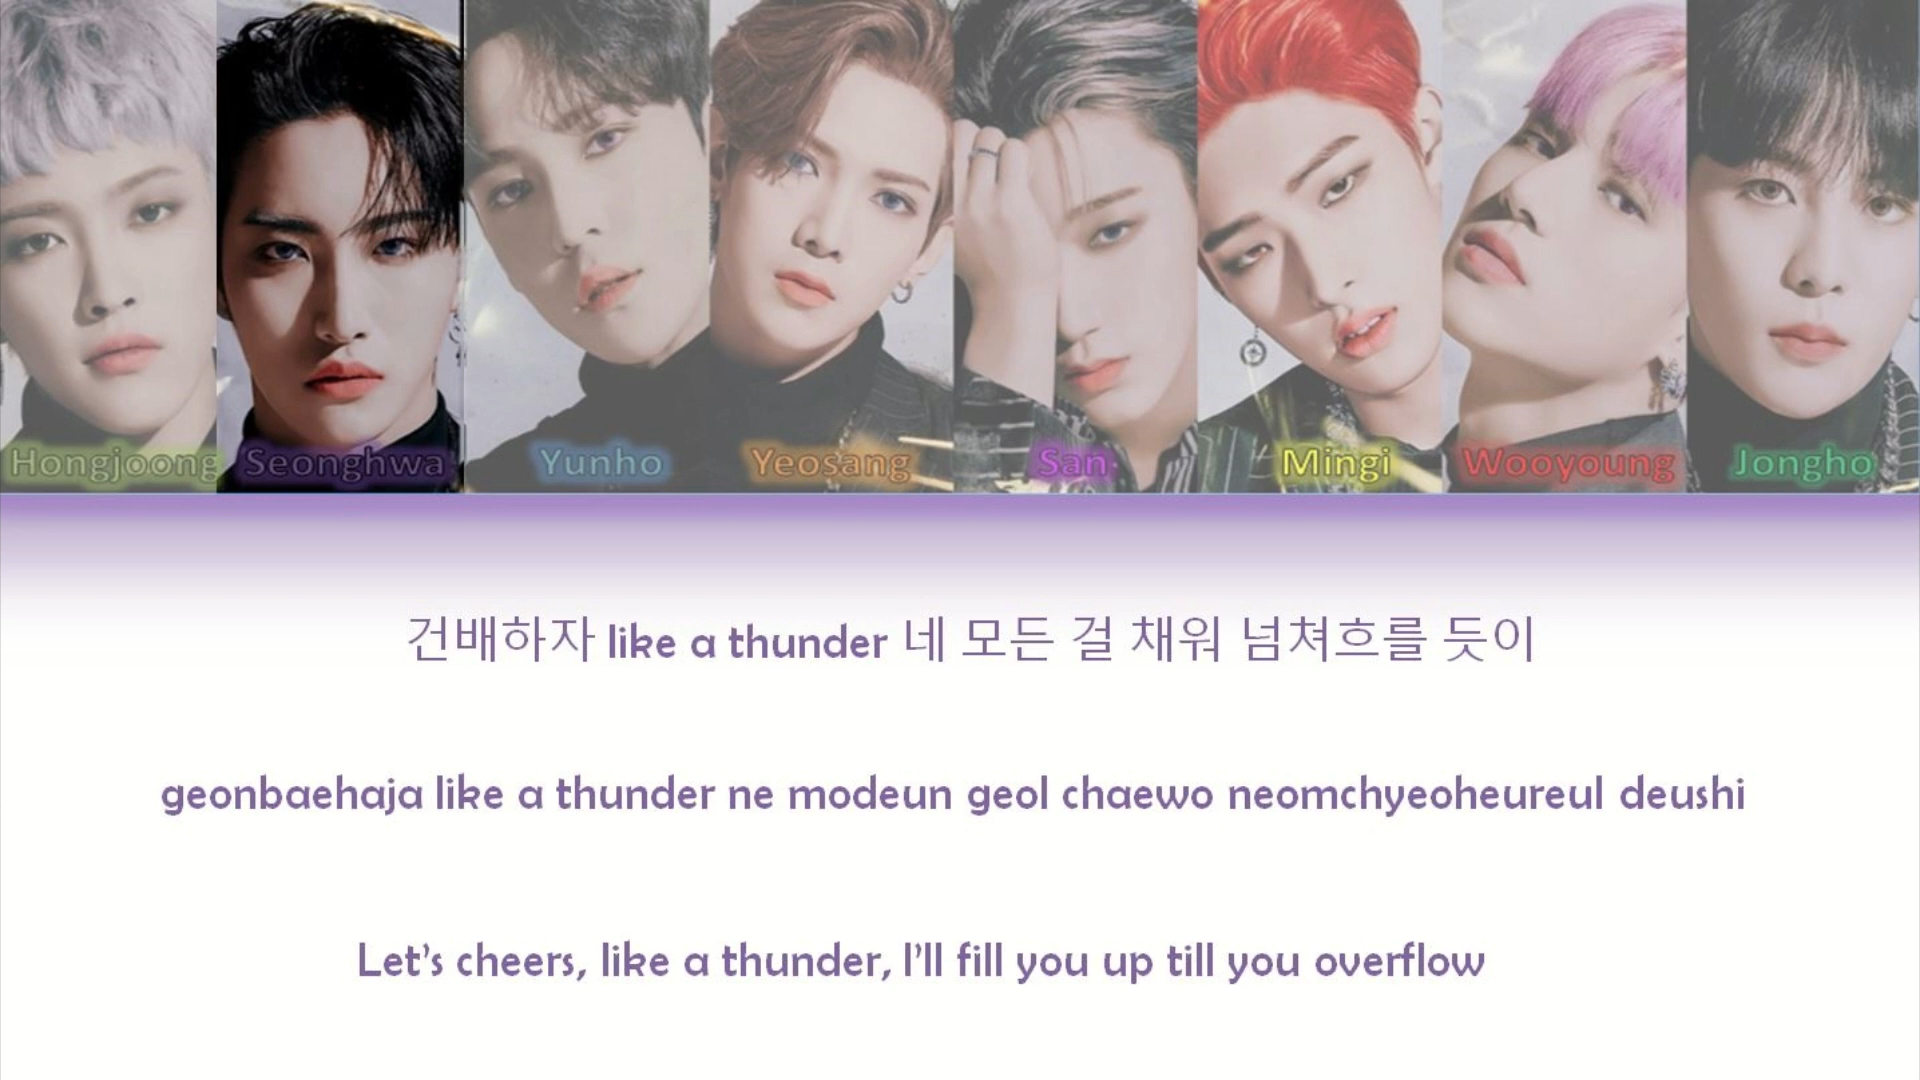 Hongjoong Seonghwa Yunho Yeosang San Mingi Wooyoung Jongho
건배하자 like a thunder 네 모든 걸 채워 넘쳐흐를 듯이
geonbaehaja like a thunder ne modeun geol chaewo neomchyeoheureul deushi
Let's cheers, like a thunder, I'll fill you up till you overflow